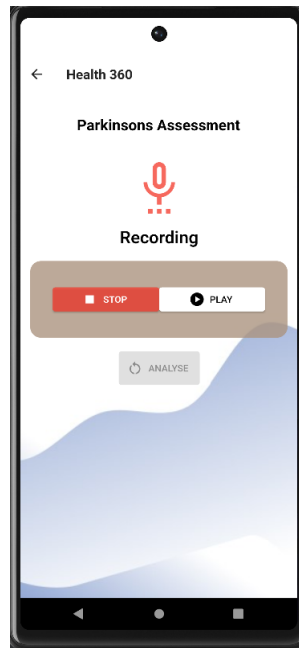 Health 360
Parkinsons Assessment
Recording
STOP
PLAY
ANALYSE